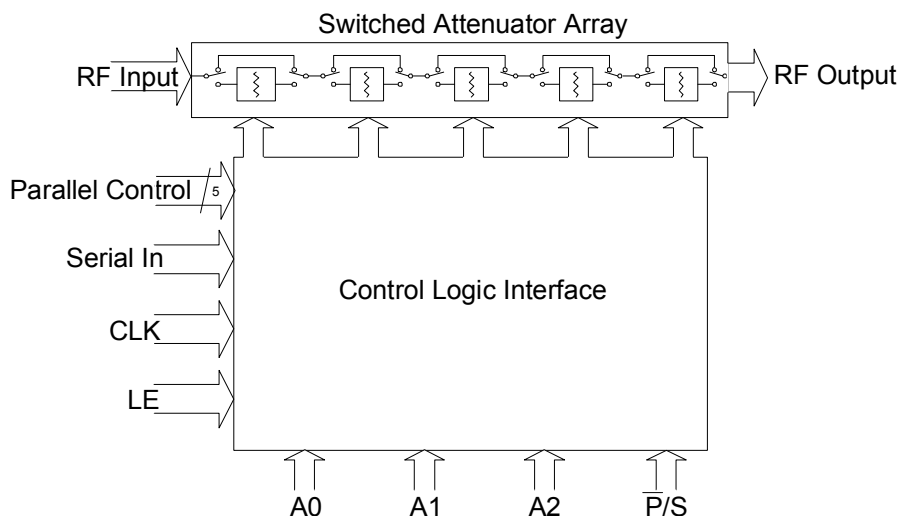 Switched Attenuator Array
RF Input
RF Output
Parallel Control
5
Serial In
Control Logic Interface
CLK
LE
A0
A1
A2
P̅/S